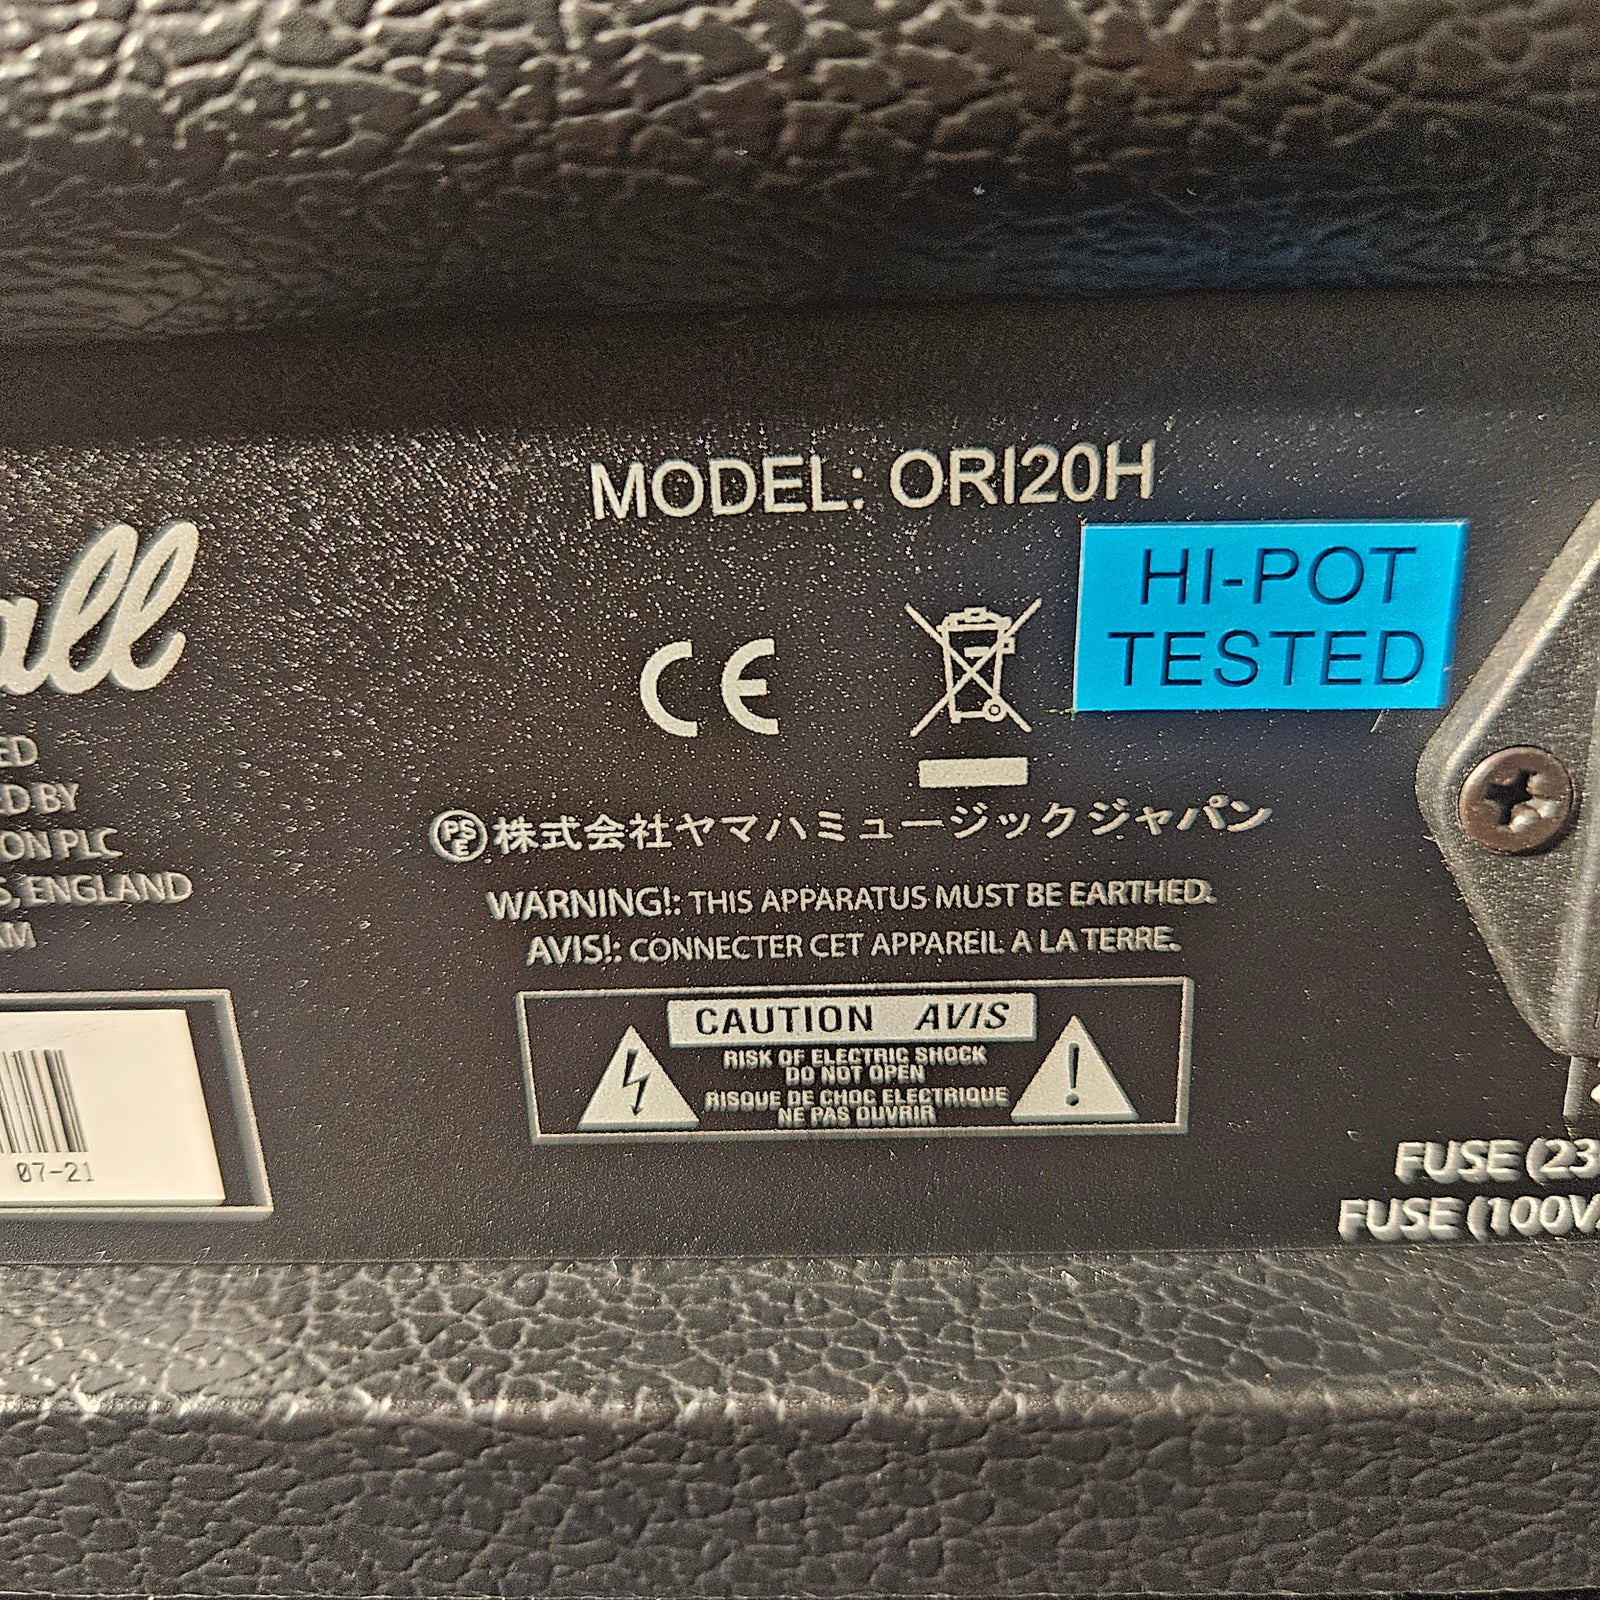 MODEL: ORI20H
HI-POT
TESTED
all
ED
D BY
ON PLC
S, ENGLAND
AM
CE
PSE 株式会社ヤマハミュージックジャパン
WARNING!: THIS APPARATUS MUST BE EARTHED.
AVIS!: CONNECTER CET APPAREIL A LA TERRE.
CAUTION AVIS
RISK OF ELECTRIC SHOCK
DO NOT OPEN
RISQUE DE CHOC ELECTRIQUE
NE PAS OUVRIR
07-21
FUSE (23
FUSE (100V